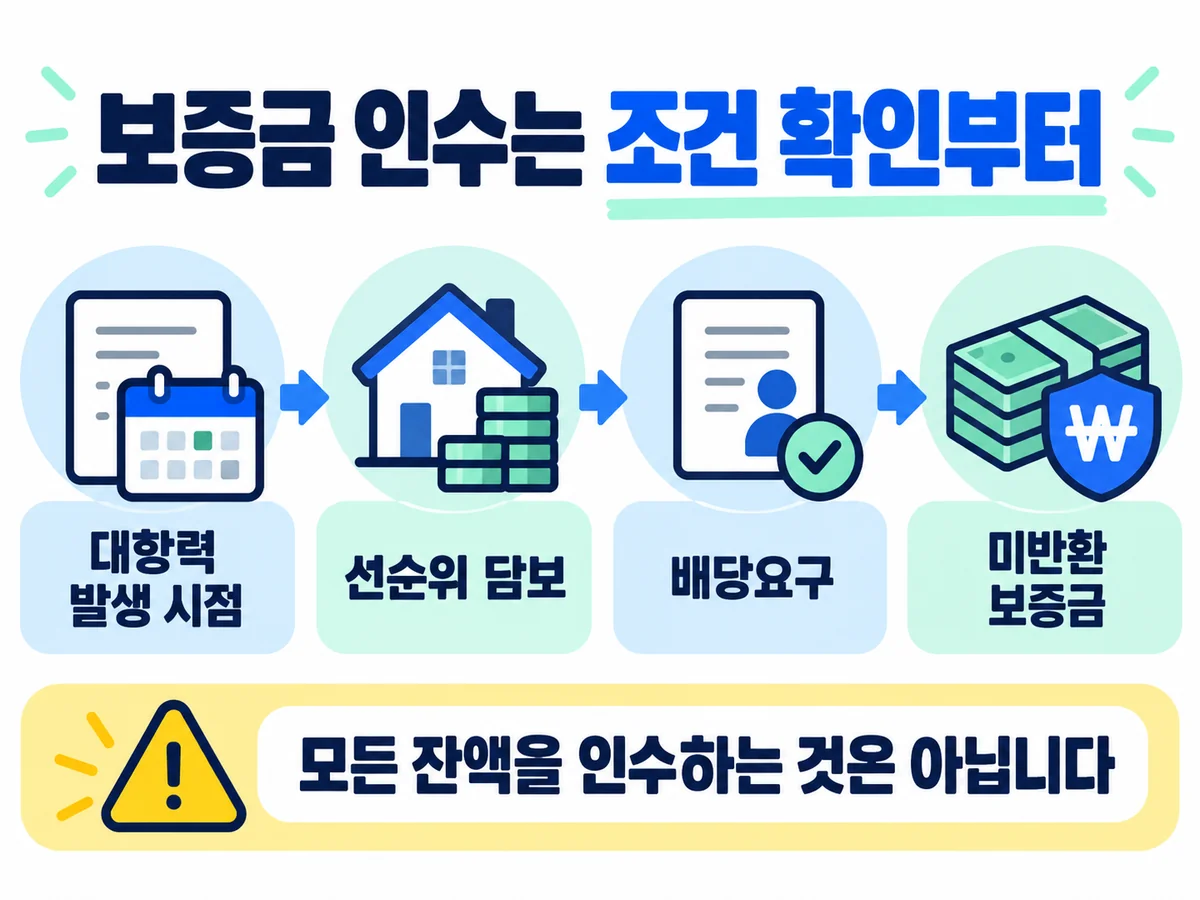 보증금 인수는 조건 확인부터
대항력
발생 시점
선순위 담보
배당요구
미반환
보증금
₩
모든 잔액을 인수하는 것은 아닙니다